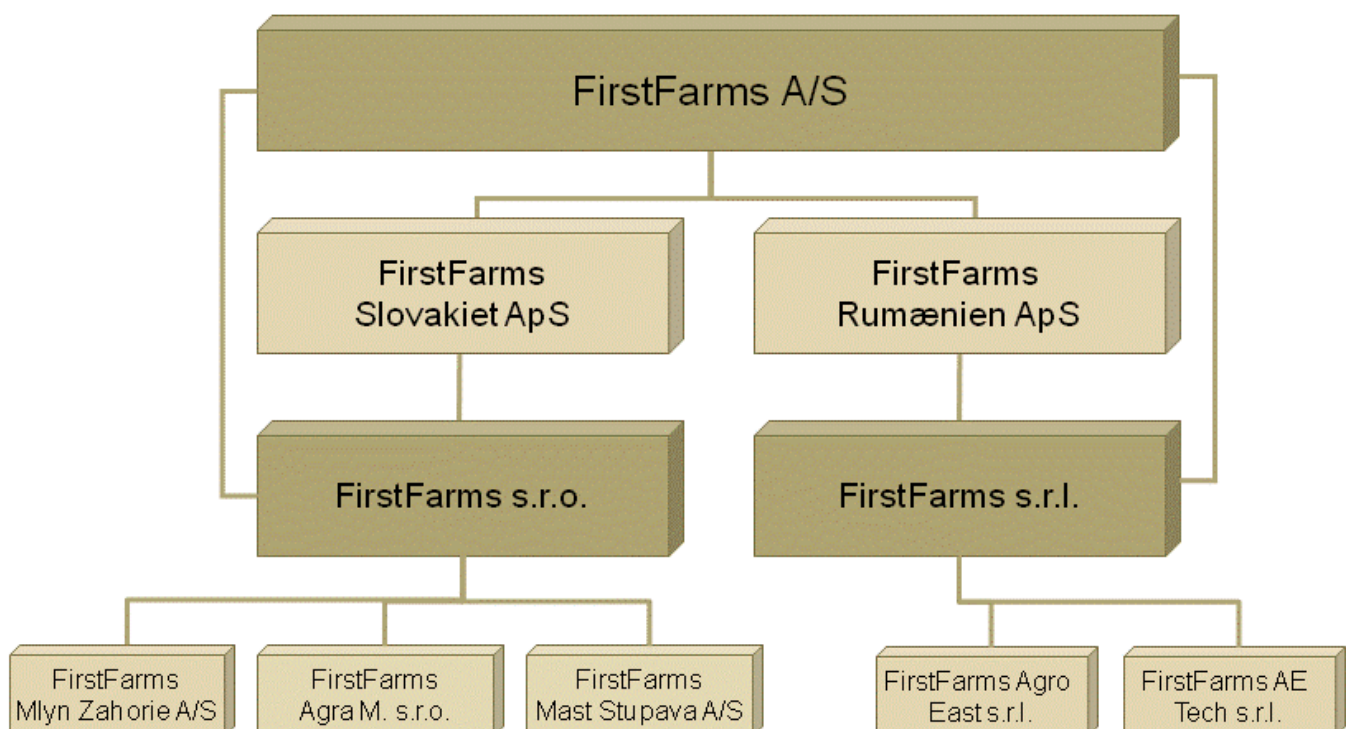 FirstFarms A/S
FirstFarms
Slovakiet ApS
FirstFarms
Rumænien ApS
FirstFarms s.r.o.
FirstFarms s.r.l.
FirstFarms
Mlyn Zahorie A/S
FirstFarms
Agra M. s.r.o.
FirstFarms
Mast Stupava A/S
FirstFarms Agro
East s.r.l.
FirstFarms AE
Tech s.r.l.